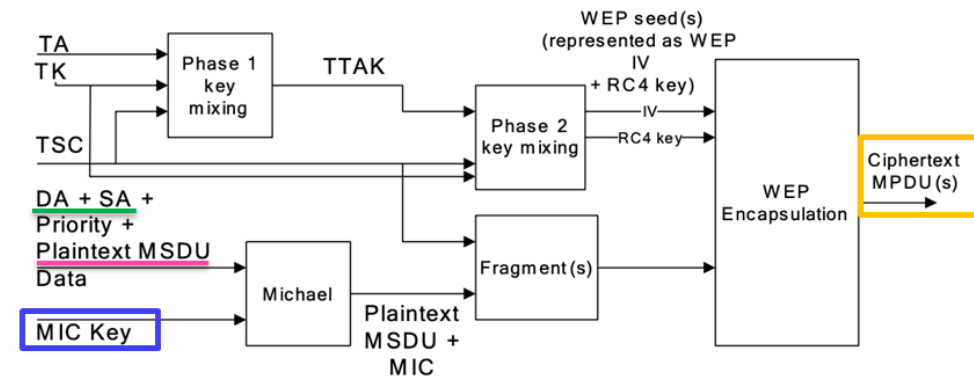 TA
TK
TSC
Phase 1
key
mixing
TTAK
WEP seed(s)
(represented as WEP
IV
+ RC4 key)
IV
RC4 key
Phase 2
key mixing
DA + SA +
Priority +
Plaintext MSDU
Data
MIC Key
Michael
Plaintext
MSDU +
MIC
Fragment(s)
WEP
Encapsulation
Ciphertext
MPDU(s)